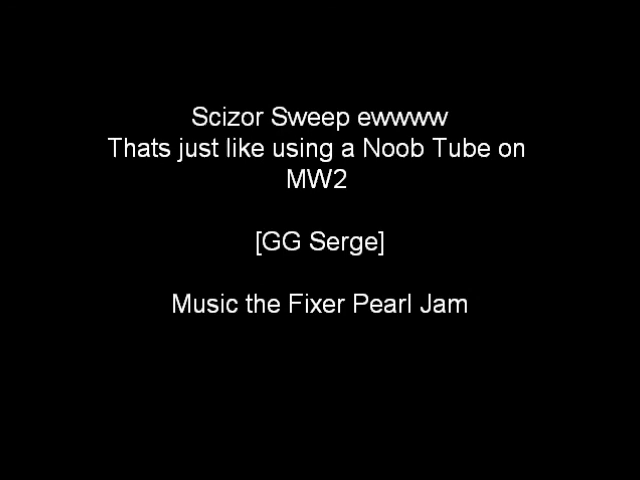 Scizor Sweep ewwww
Thats just like using a Noob Tube on
MW2
[GG Serge]
Music the Fixer Pearl Jam